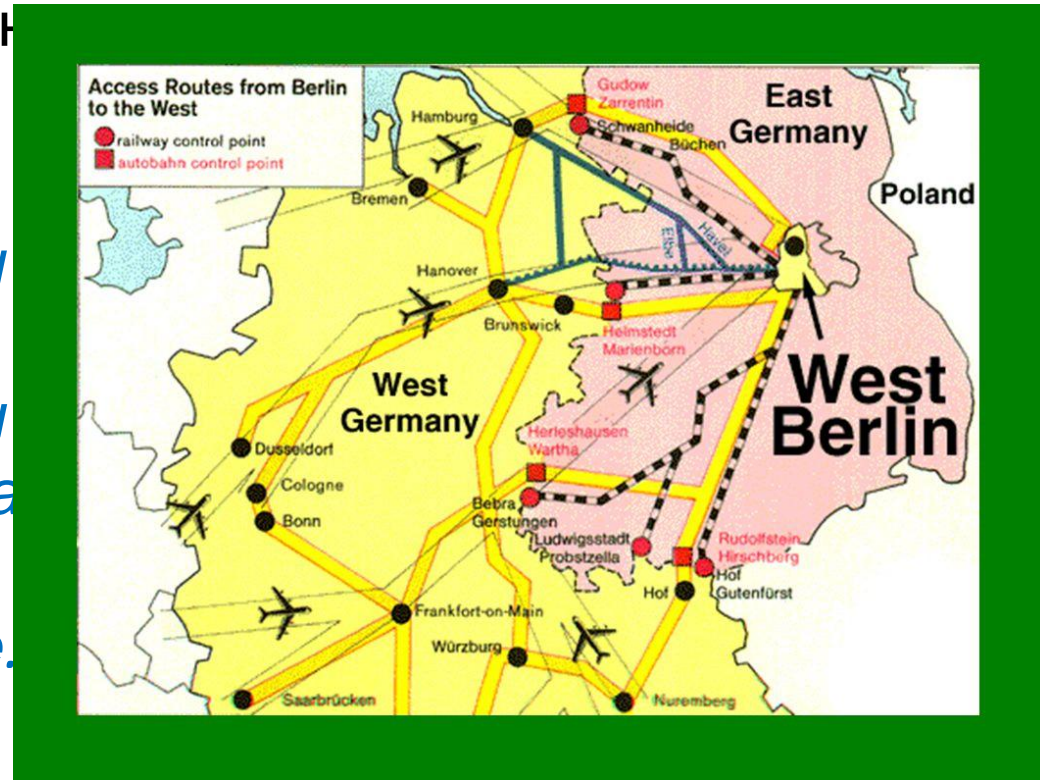 H
Access Routes from Berlin
to the West
railway control point
autobahn control point
Gudow
Zarrentin
East
Germany
Hamburg
Schwanheide
Büchen
Bremen
Poland
Elbe
Havel
Hanover
Brunswick
Helmstedt
Marienborn
West
Germany
West
Berlin
Herleshausen
Wartha
Dusseldorf
Cologne
Bebra
Gerstungen
Bonn
Ludwigsstadt
Probstzella
Rudolfstein
Hirschberg
Hof
Gutenfürst
Hof
Frankfort-on-Main
Würzburg
Saarbrücken
Nuremberg